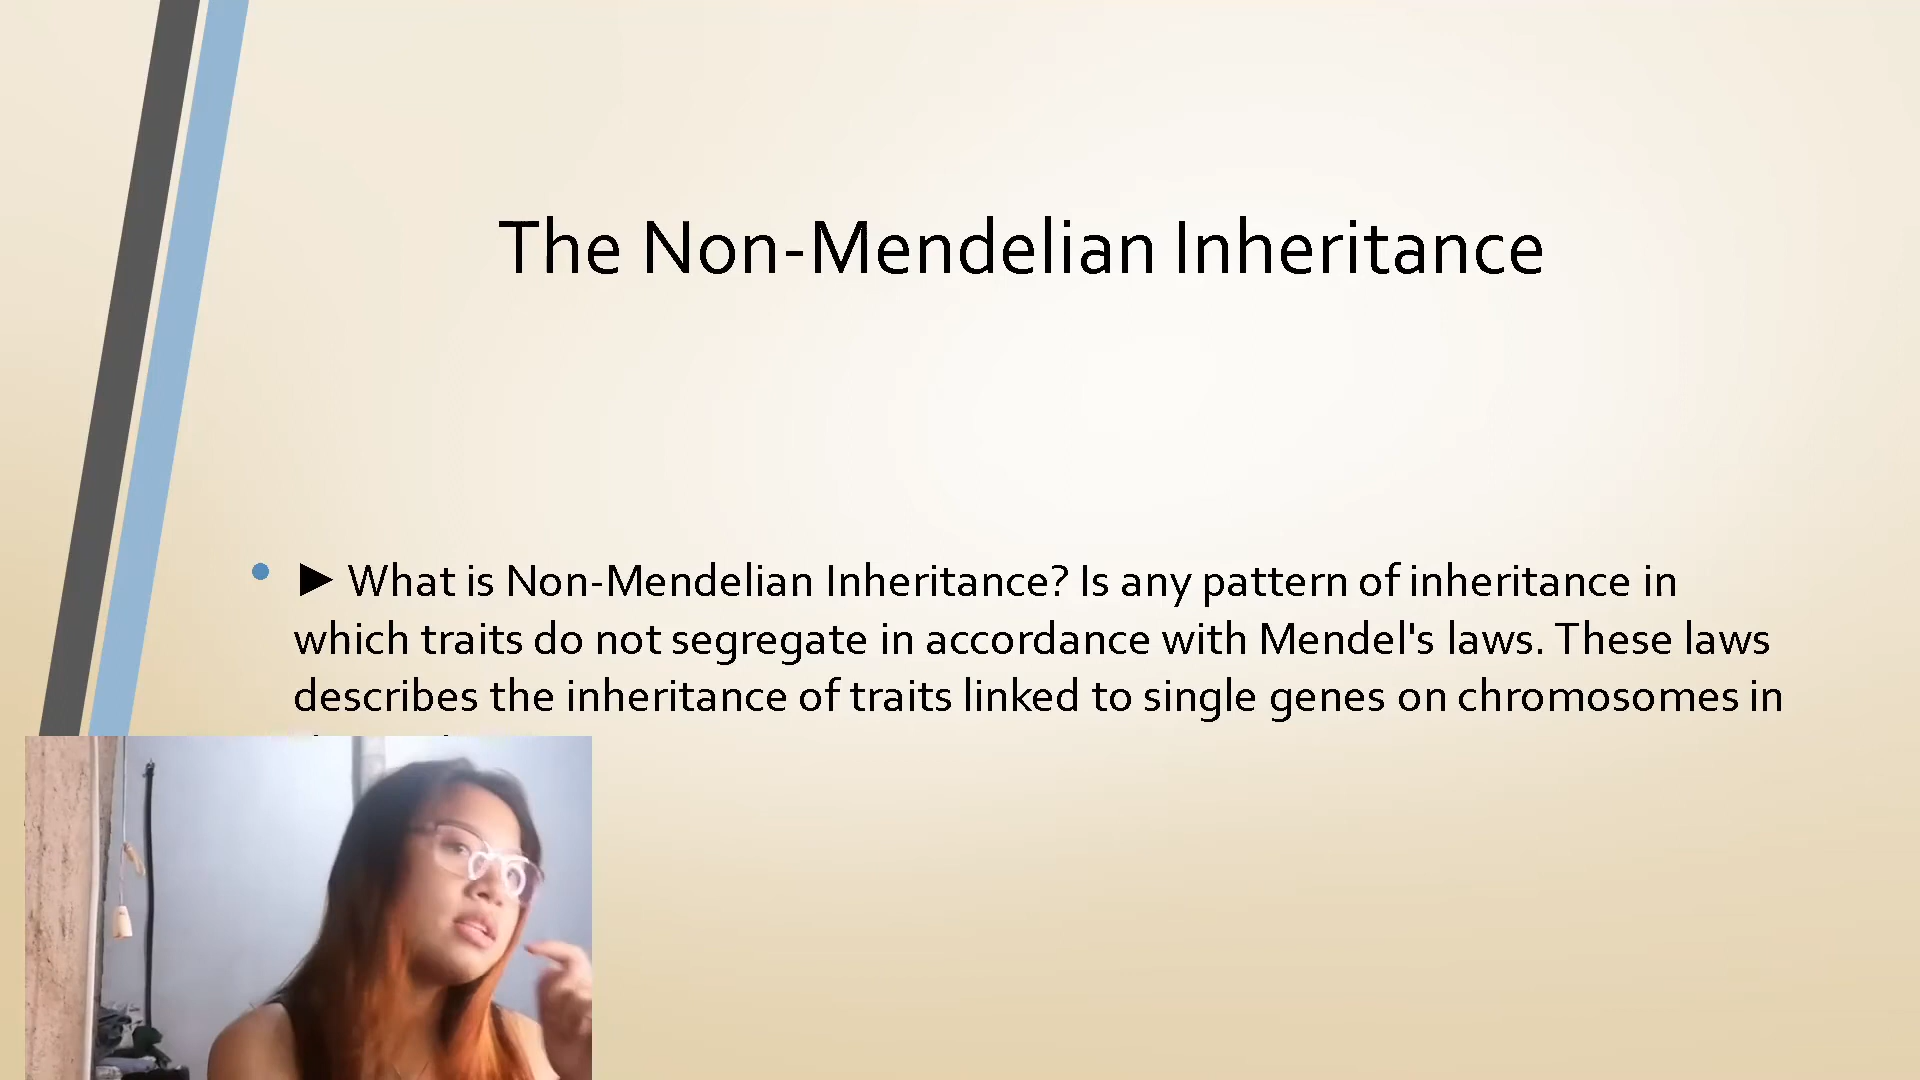 The Non-Mendelian Inheritance
• ► What is Non-Mendelian Inheritance? Is any pattern of inheritance in
which traits do not segregate in accordance with Mendel's laws. These laws
describes the inheritance of traits linked to single genes on chromosomes in